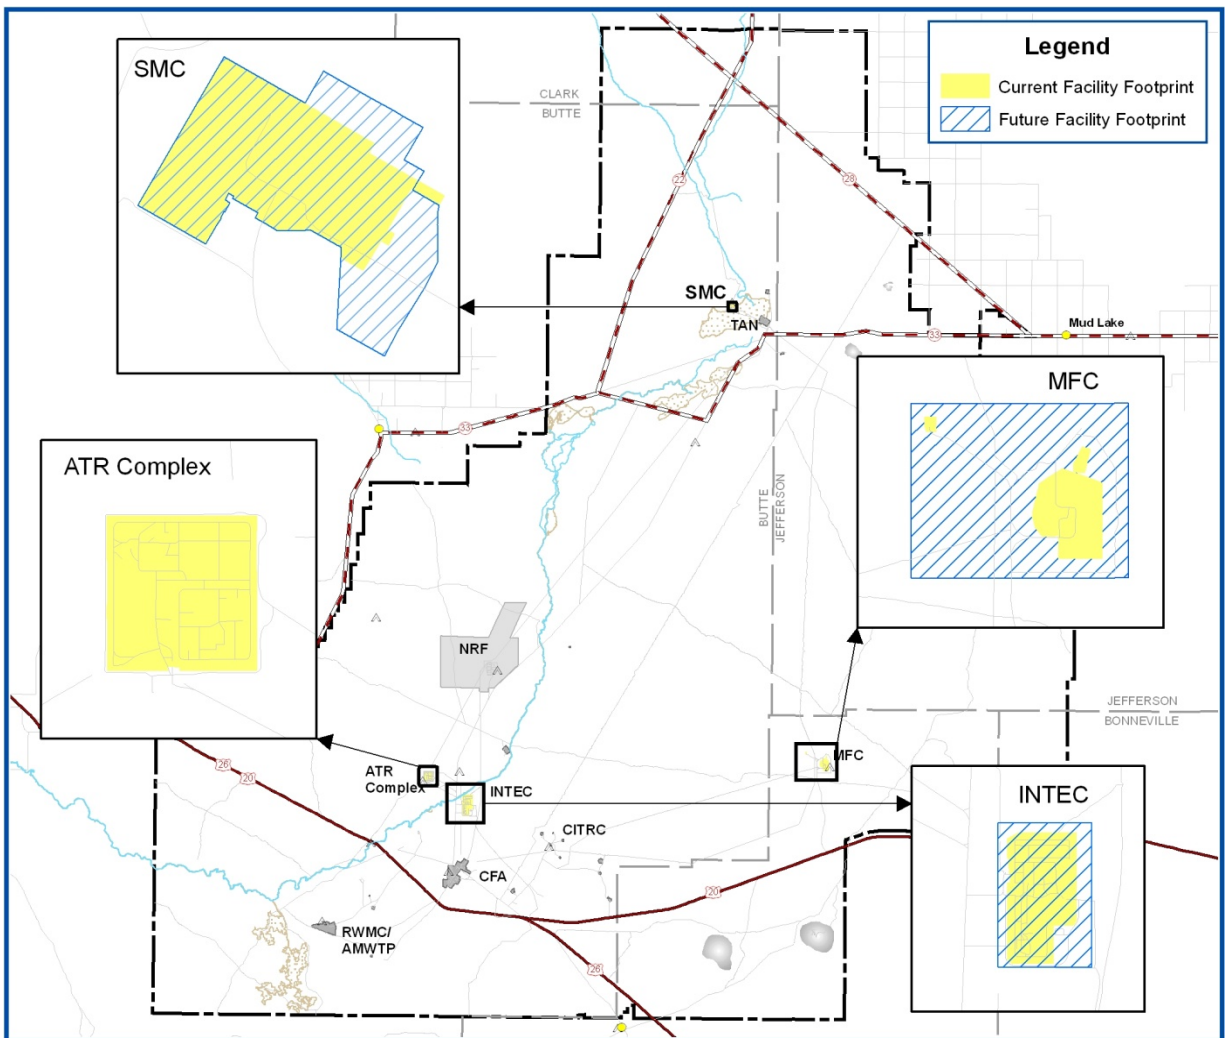 Legend
Current Facility Footprint
Future Facility Footprint
SMC
CLARK
BUTTE
22
28
SMC
TAN
33
Mud Lake
MFC
33
ATR Complex
BUTTE
JEFFERSON
NRF
JEFFERSON
BONNEVILLE
26
20
ATR
Complex
INTEC
MFC
INTEC
CITRC
CFA
20
RWMC/
AMWTP
26